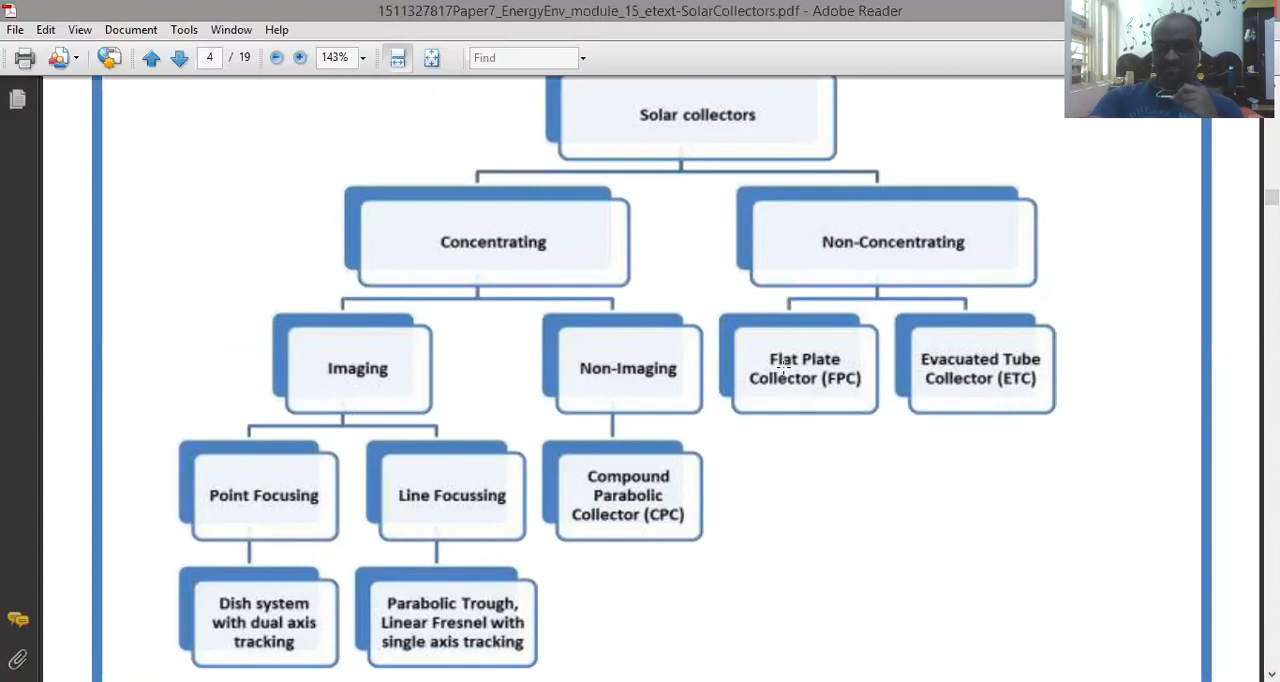 1511327817Paper7_EnergyEnv_module_15_etext-SolarCollectors.pdf - Adobe Reader
File Edit View Document Tools Window Help
4 / 19 143% Find
Solar collectors
Concentrating
Non-Concentrating
Imaging
Non-Imaging
Flat Plate
Collector (FPC)
Evacuated Tube
Collector (ETC)
Point Focusing
Line Focussing
Compound
Parabolic
Collector (CPC)
Dish system
with dual axis
tracking
Parabolic Trough,
Linear Fresnel with
single axis tracking